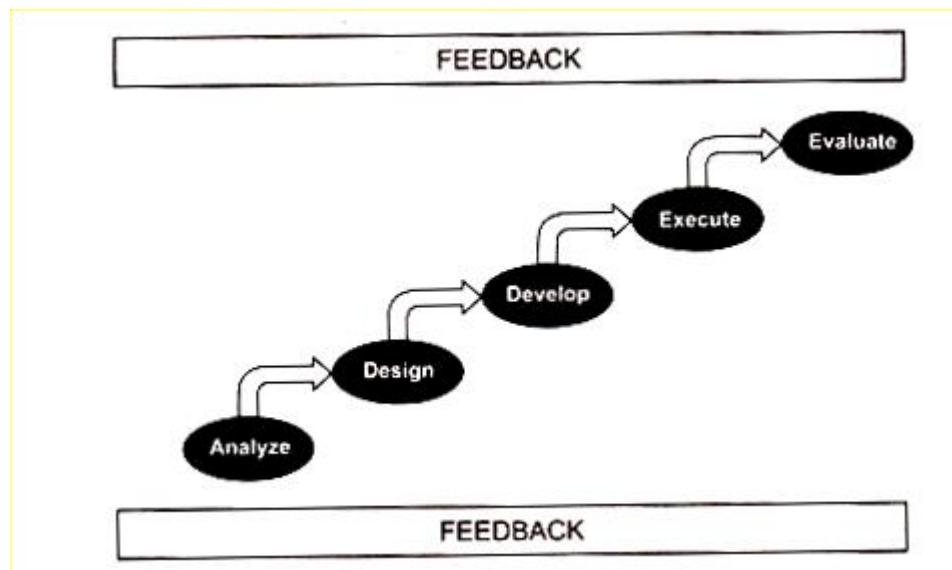 FEEDBACK
Evaluate
Execute
Develop
Design
Analyze
FEEDBACK